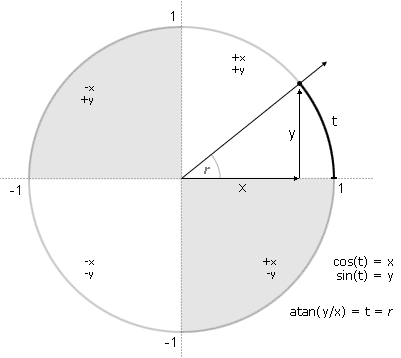 1
+x
+y
-x
+y
y
t
r
-1
x
1
-x
-y
+x
-y
cos(t) = x
sin(t) = y
atan(y/x) = t = r
-1